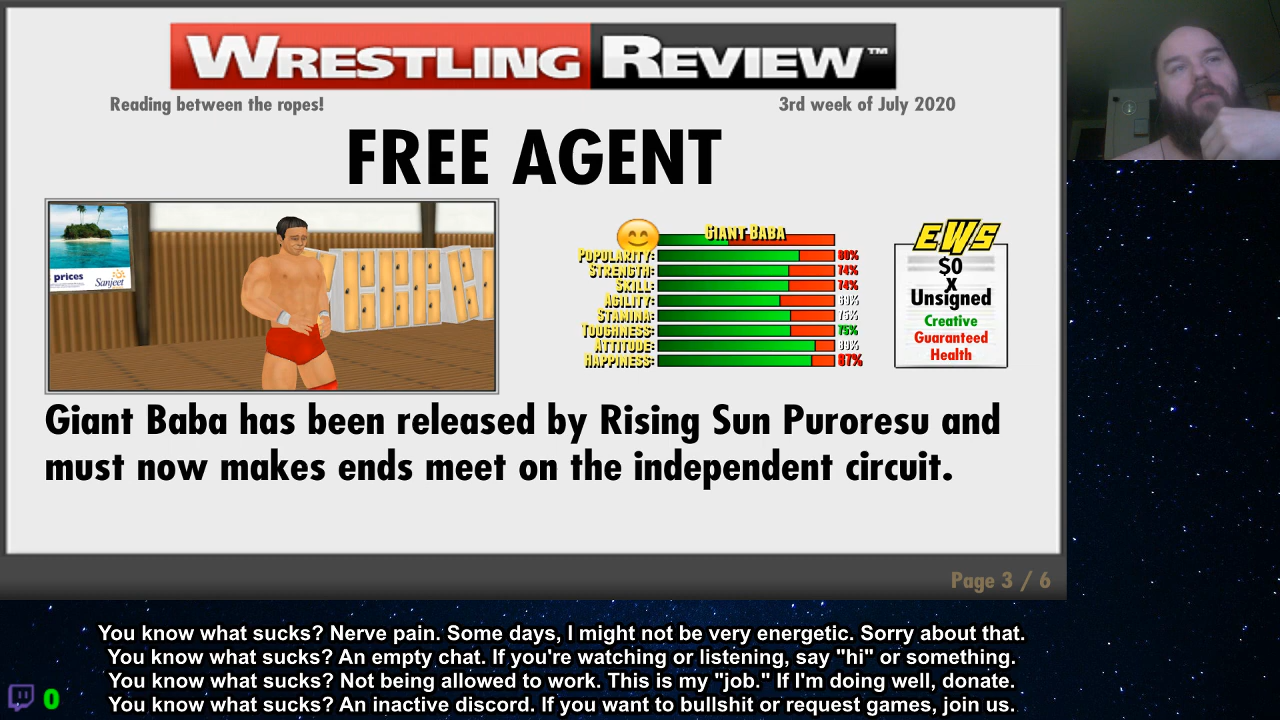 WRESTLING REVIEW™
Reading between the ropes!
3rd week of July 2020
FREE AGENT
prices
Sanjeet
GIANT BABA
POPULARITY: 80%
STRENGTH: 74%
SKILL: 74%
AGILITY: 69%
STAMINA: 75%
TOUGHNESS: 75%
ATTITUDE: 89%
HAPPINESS: 87%
EWS
$0
X
Unsigned
Creative
Guaranteed
Health
Giant Baba has been released by Rising Sun Puroresu and
must now makes ends meet on the independent circuit.
Page 3 / 6
You know what sucks? Nerve pain. Some days, I might not be very energetic. Sorry about that.
You know what sucks? An empty chat. If you're watching or listening, say "hi" or something.
You know what sucks? Not being allowed to work. This is my "job." If I'm doing well, donate.
You know what sucks? An inactive discord. If you want to bullshit or request games, join us.
0